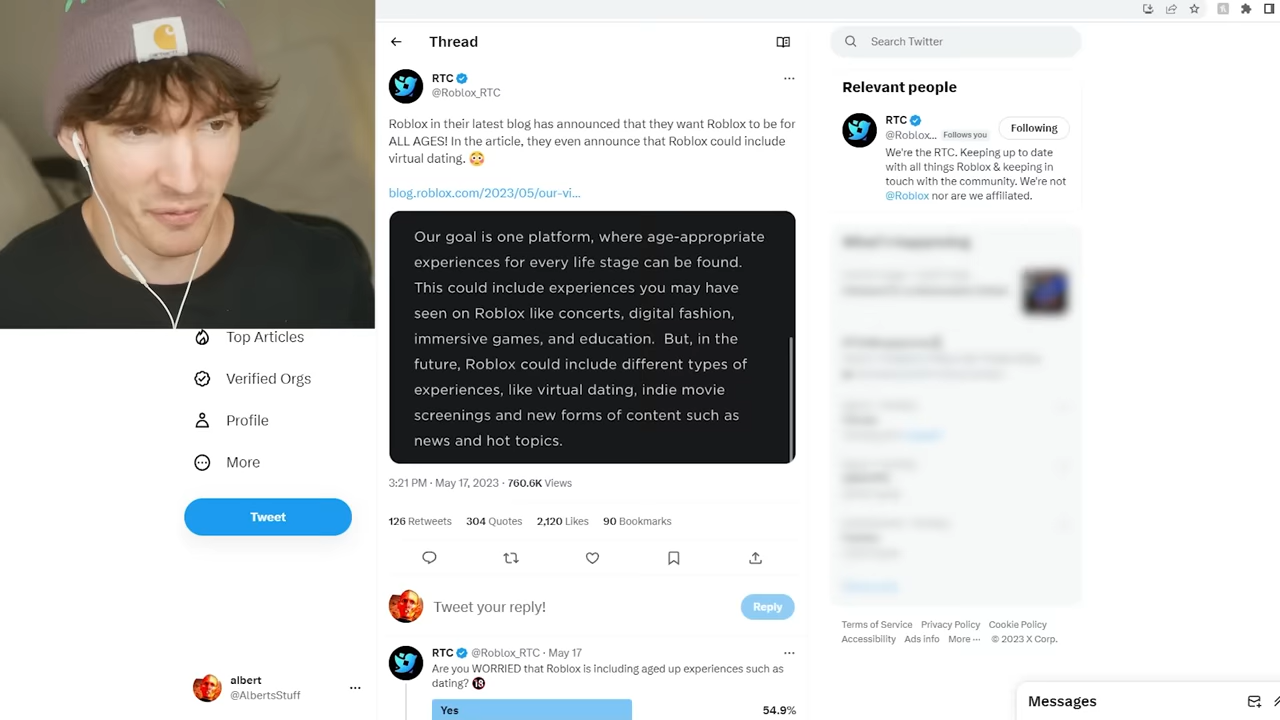 Thread
Search Twitter
RTC
@Roblox_RTC
Roblox in their latest blog has announced that they want Roblox to be for
ALL AGES! In the article, they even announce that Roblox could include
virtual dating. 😳
blog.roblox.com/2023/05/our-vi...
Our goal is one platform, where age-appropriate
experiences for every life stage can be found.
This could include experiences you may have
seen on Roblox like concerts, digital fashion,
immersive games, and education. But, in the
future, Roblox could include different types of
experiences, like virtual dating, indie movie
screenings and new forms of content such as
news and hot topics.
3:21 PM · May 17, 2023 · 760.6K Views
126 Retweets 304 Quotes 2,120 Likes 90 Bookmarks
Tweet your reply!
Reply
RTC @Roblox_RTC · May 17
Are you WORRIED that Roblox is including aged up experiences such as
dating? 🔞
Yes 54.9%
Relevant people
RTC
@Roblox... Follows you
Following
We're the RTC. Keeping up to date
with all things Roblox & keeping in
touch with the community. We're not
@Roblox nor are we affiliated.
Terms of Service Privacy Policy Cookie Policy
Accessibility Ads info More ··· © 2023 X Corp.
Messages
Top Articles
Verified Orgs
Profile
More
Tweet
albert
@AlbertsStuff